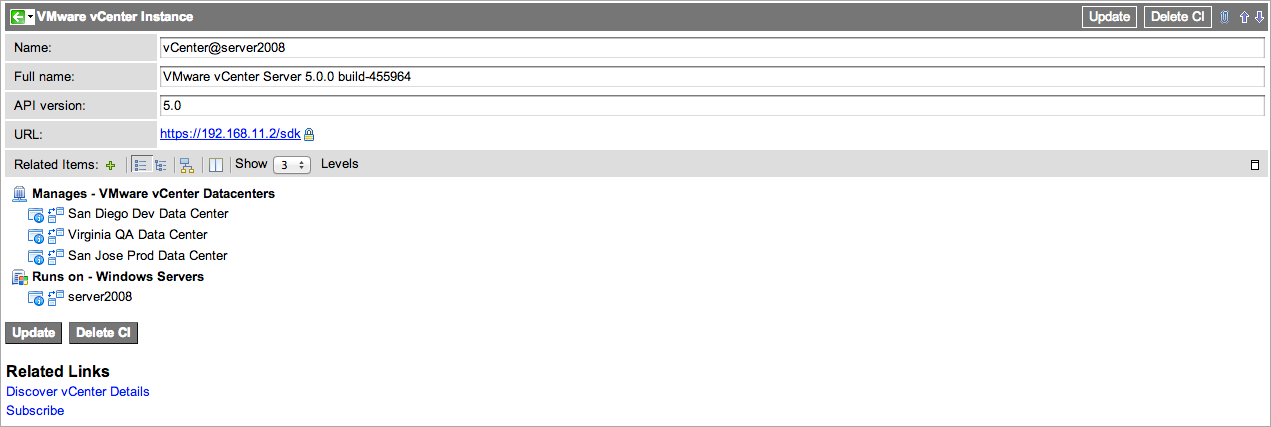 VMware vCenter Instance Update Delete CI
Name: vCenter@server2008
Full name: VMware vCenter Server 5.0.0 build-455964
API version: 5.0
URL: https://192.168.11.2/sdk
Related Items: Show 3 Levels
Manages - VMware vCenter Datacenters
San Diego Dev Data Center
Virginia QA Data Center
San Jose Prod Data Center
Runs on - Windows Servers
server2008
Update Delete CI
Related Links
Discover vCenter Details
Subscribe